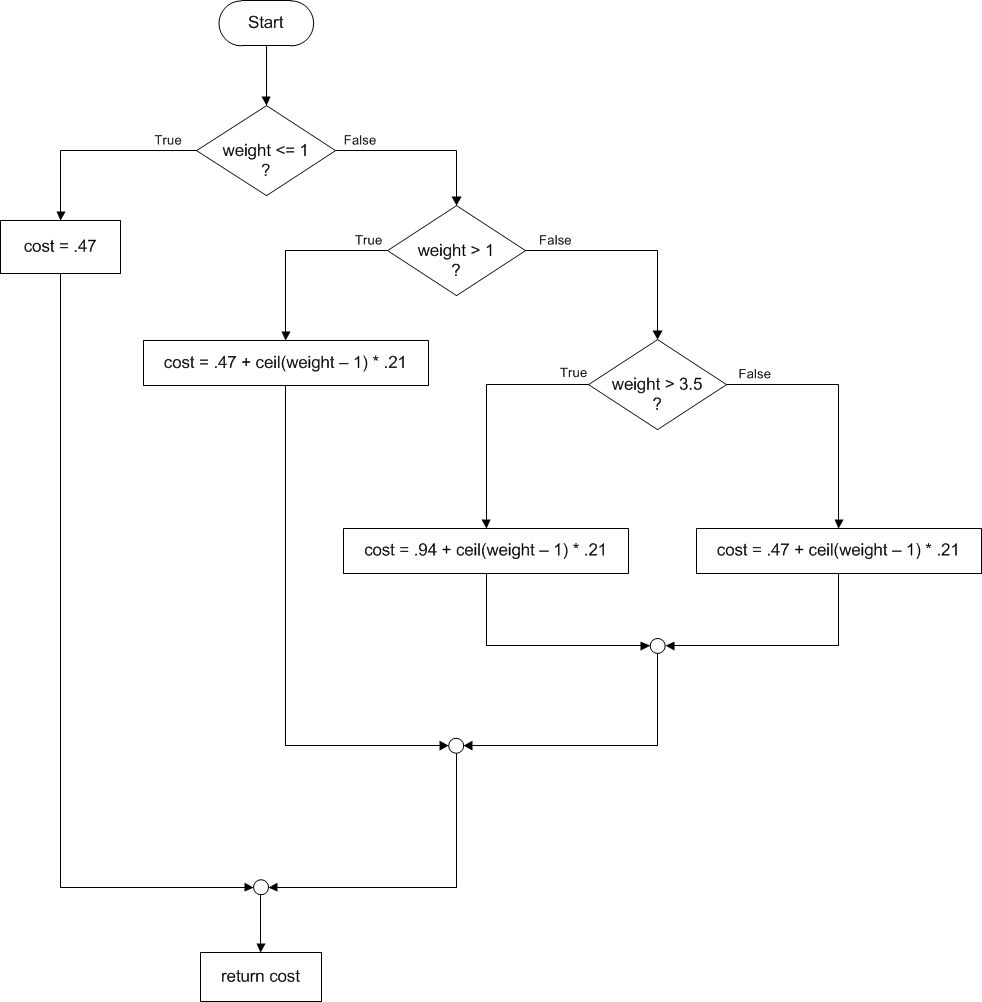 Start
True
False
weight <= 1
?
cost = .47
True
False
weight > 1
?
cost = .47 + ceil(weight – 1) * .21
True
False
weight > 3.5
?
cost = .94 + ceil(weight – 1) * .21
cost = .47 + ceil(weight – 1) * .21
return cost